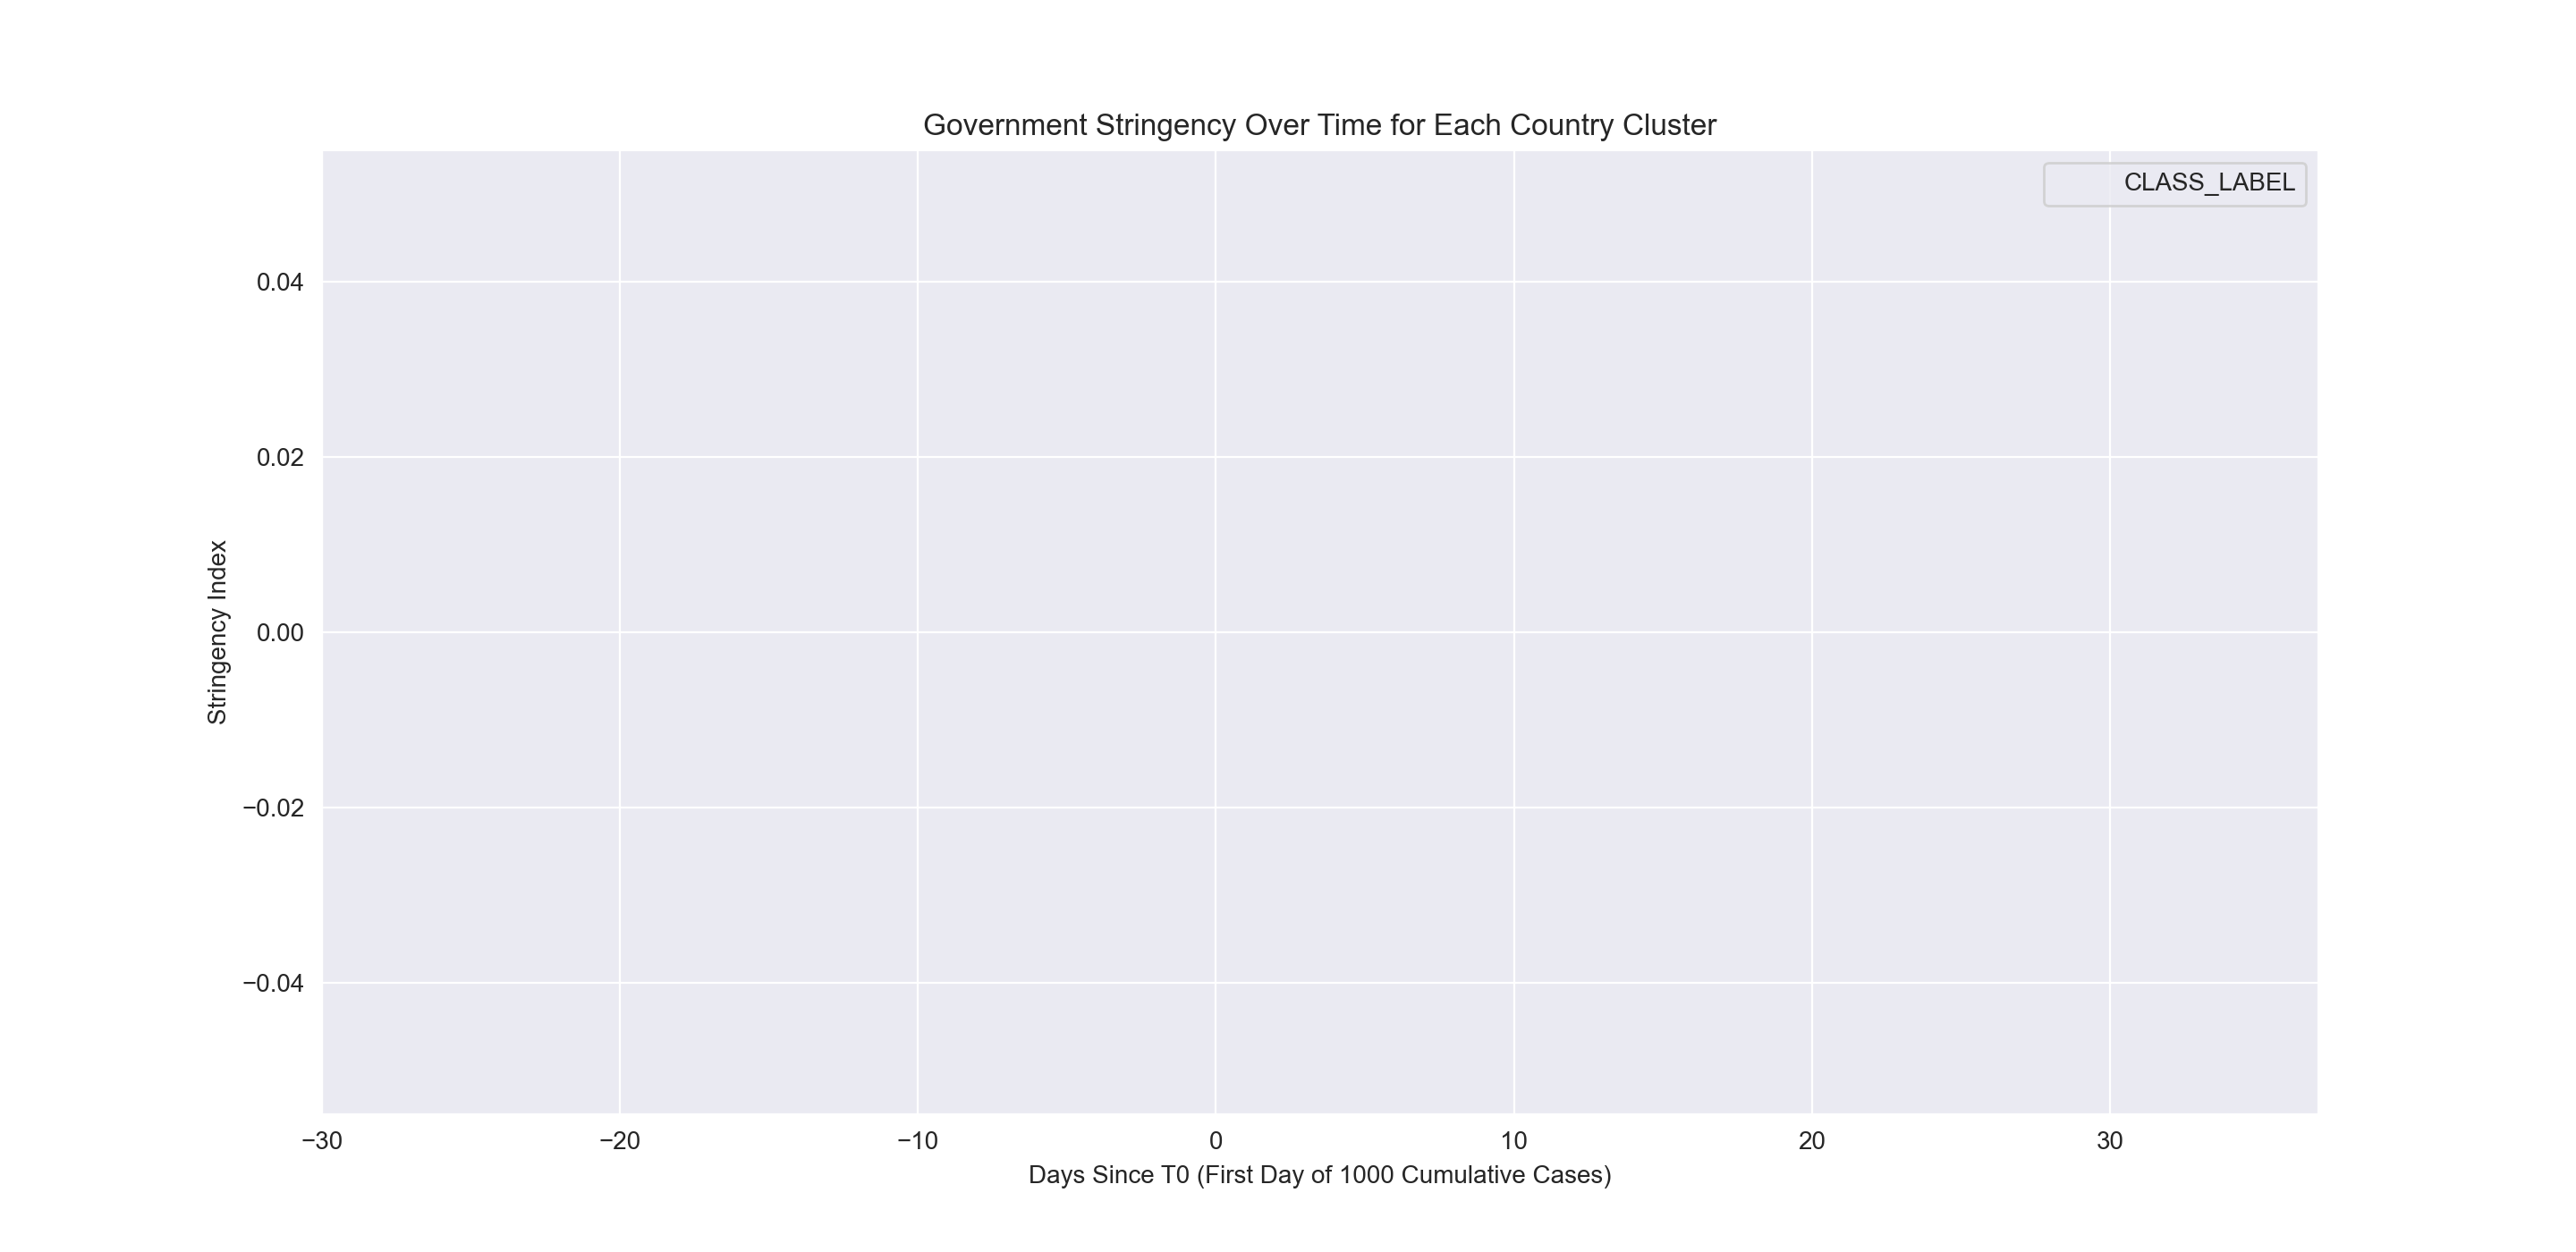 Government Stringency Over Time for Each Country Cluster
CLASS_LABEL
0.04
0.02
0.00
−0.02
−0.04
Stringency Index
−30 −20 −10 0 10 20 30
Days Since T0 (First Day of 1000 Cumulative Cases)